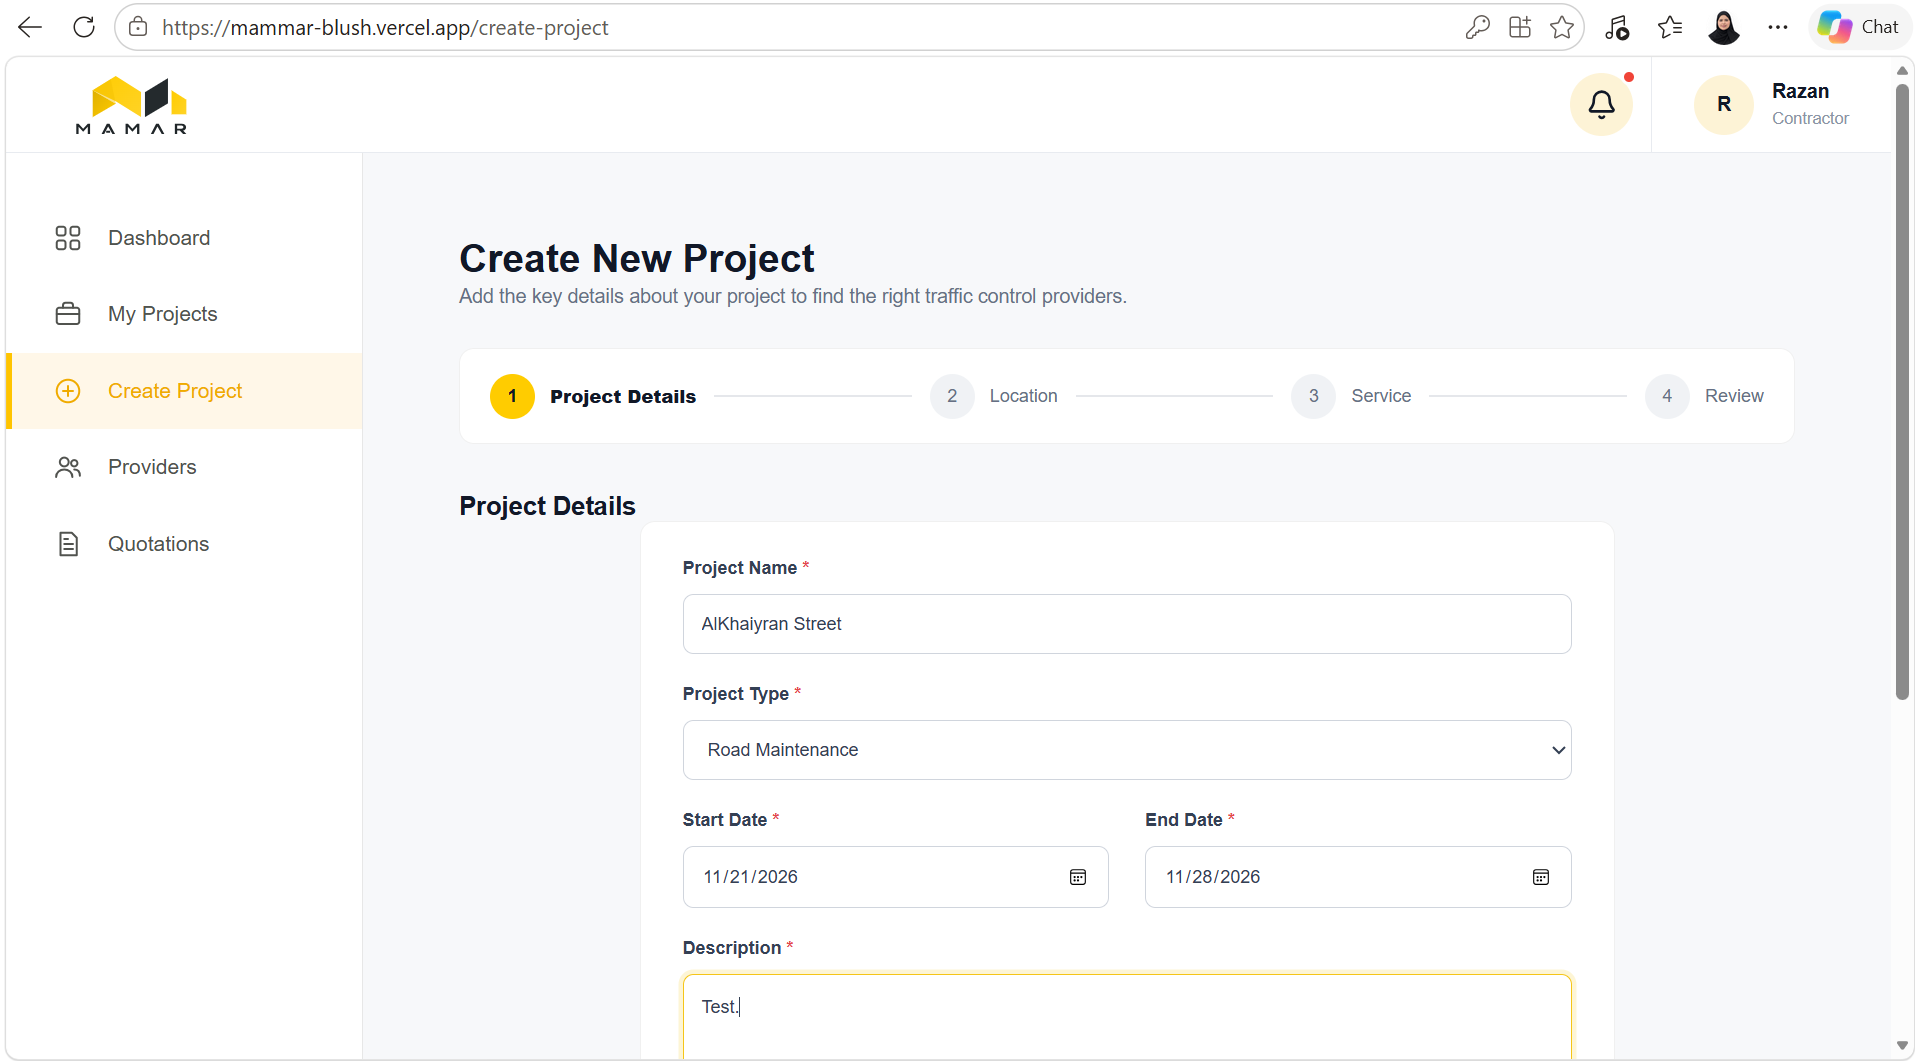 https://mammar-blush.vercel.app/create-project
Chat
MAMAR
R
Razan
Contractor
Dashboard
My Projects
Create Project
Providers
Quotations
Create New Project
Add the key details about your project to find the right traffic control providers.
1 Project Details 2 Location 3 Service 4 Review
Project Details
Project Name *
AlKhaiyran Street
Project Type *
Road Maintenance
Start Date * End Date *
11/21/2026 11/28/2026
Description *
Test.